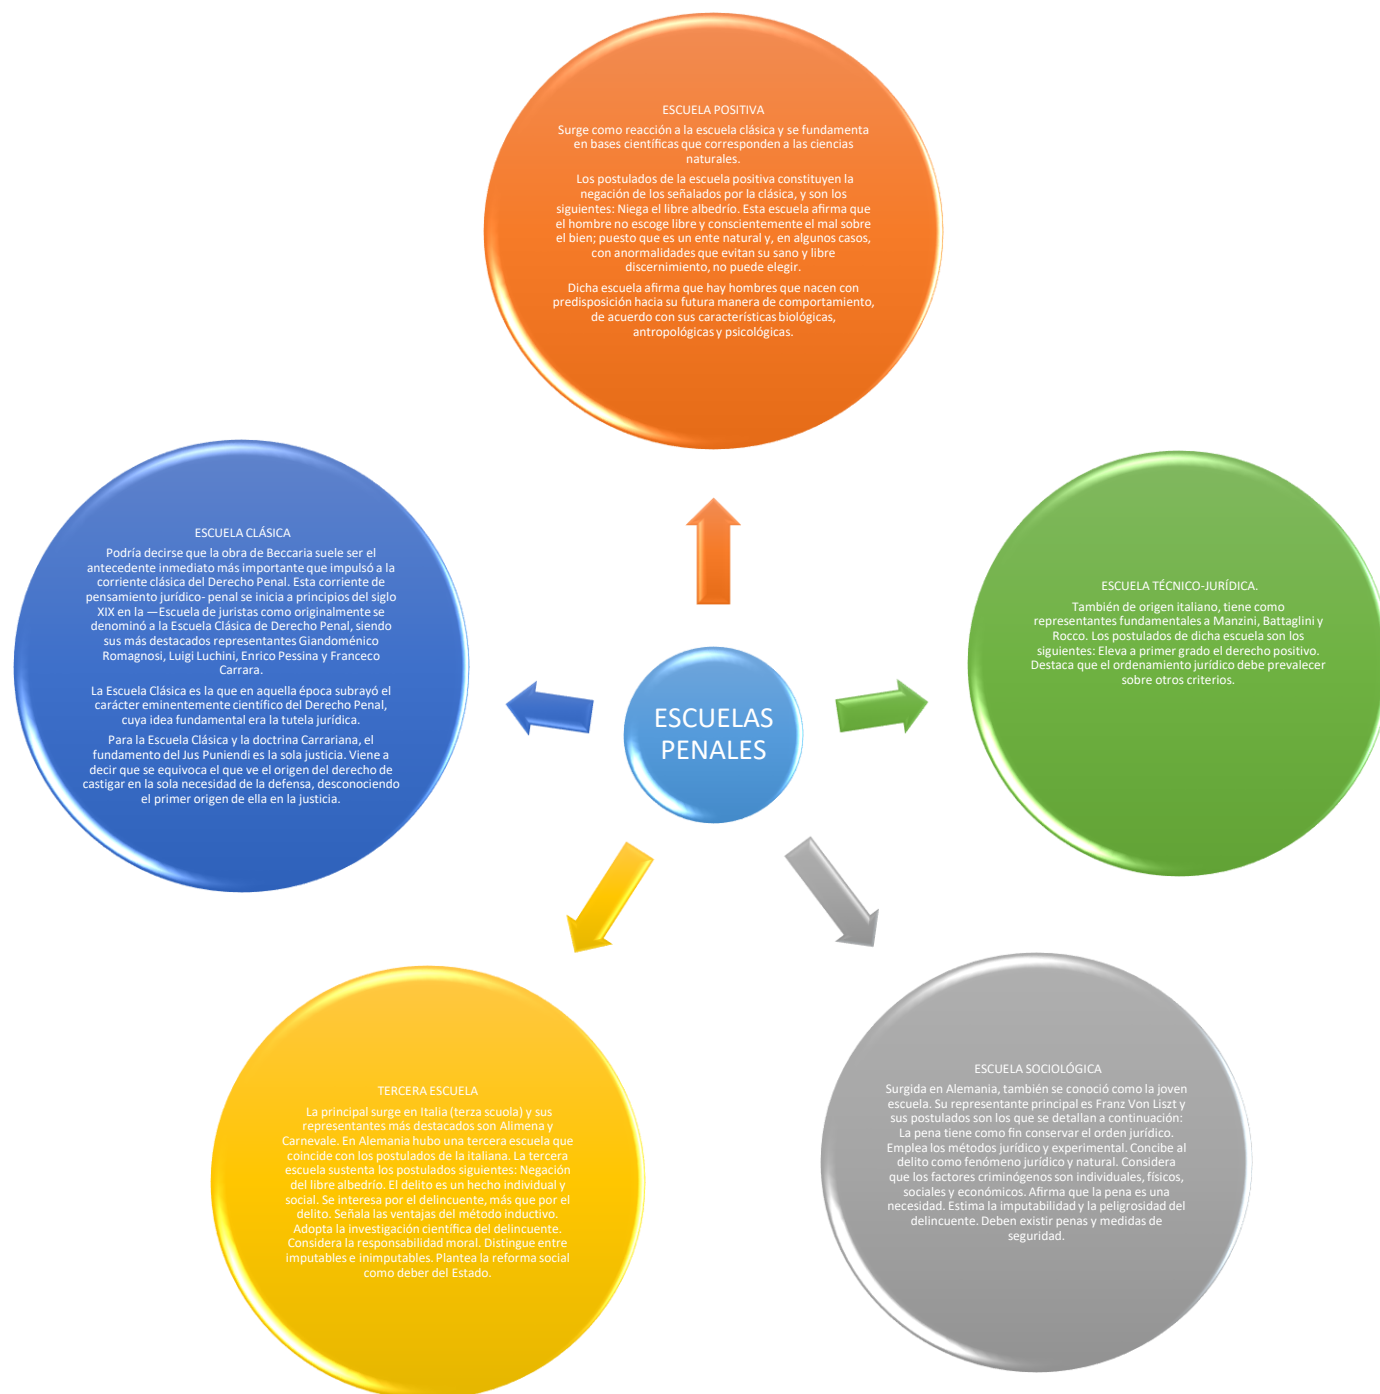 ESCUELA POSITIVA
Surge como reacción a la escuela clásica y se fundamenta
en bases científicas que corresponden a las ciencias
naturales.
Los postulados de la escuela positiva constituyen la
negación de los señalados por la clásica, y son los
siguientes: Niega el libre albedrío. Esta escuela afirma que
el hombre no escoge libre y conscientemente el mal sobre
el bien; puesto que es un ente natural y, en algunos casos,
con anormalidades que evitan su sano y libre
discernimiento, no puede elegir.
Dicha escuela afirma que hay hombres que nacen con
predisposición hacia su futura manera de comportamiento,
de acuerdo con sus características biológicas,
antropológicas y psicológicas.
ESCUELA CLÁSICA
Podría decirse que la obra de Beccaria suele ser el
antecedente inmediato más importante que impulsó a la
corriente clásica del Derecho Penal. Esta corriente de
pensamiento jurídico- penal se inicia a principios del siglo
XIX en la ―Escuela de juristas como originalmente se
denominó a la Escuela Clásica de Derecho Penal, siendo
sus más destacados representantes Giandoménico
Romagnosi, Luigi Luchini, Enrico Pessina y Franceco
Carrara.
La Escuela Clásica es la que en aquella época subrayó el
carácter eminentemente científico del Derecho Penal,
cuya idea fundamental era la tutela jurídica.
Para la Escuela Clásica y la doctrina Carrariana, el
fundamento del Jus Puniendi es la sola justicia. Viene a
decir que se equivoca el que ve el origen del derecho de
castigar en la sola necesidad de la defensa, desconociendo
el primer origen de ella en la justicia.
ESCUELAS
PENALES
ESCUELA TÉCNICO-JURÍDICA.
También de origen italiano, tiene como
representantes fundamentales a Manzini, Battaglini y
Rocco. Los postulados de dicha escuela son los
siguientes: Eleva a primer grado el derecho positivo.
Destaca que el ordenamiento jurídico debe prevalecer
sobre otros criterios.
TERCERA ESCUELA
La principal surge en Italia (terza scuola) y sus
representantes más destacados son Alimena y
Carnevale. En Alemania hubo una tercera escuela que
coincide con los postulados de la italiana. La tercera
escuela sustenta los postulados siguientes: Negación
del libre albedrío. El delito es un hecho individual y
social. Se interesa por el delincuente, más que por el
delito. Señala las ventajas del método inductivo.
Adopta la investigación científica del delincuente.
Considera la responsabilidad moral. Distingue entre
imputables e inimputables. Plantea la reforma social
como deber del Estado.
ESCUELA SOCIOLÓGICA
Surgida en Alemania, también se conoció como la joven
escuela. Su representante principal es Franz Von Liszt y
sus postulados son los que se detallan a continuación:
La pena tiene como fin conservar el orden jurídico.
Emplea los métodos jurídico y experimental. Concibe al
delito como fenómeno jurídico y natural. Considera
que los factores criminógenos son individuales, físicos,
sociales y económicos. Afirma que la pena es una
necesidad. Estima la imputabilidad y la peligrosidad del
delincuente. Deben existir penas y medidas de
seguridad.